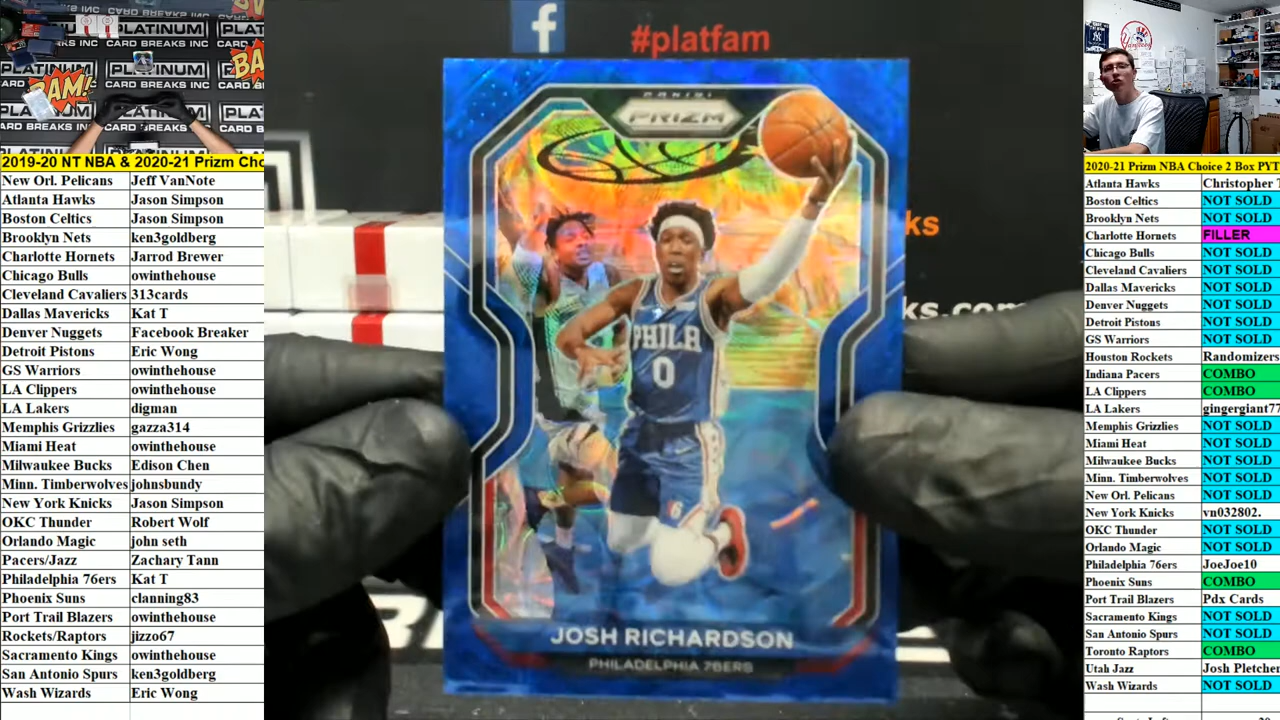 PLATINUM
CARD BREAKS INC
BAM!
#platfam
PANINI
PRIZM
PHILA
0
6
JOSH RICHARDSON
PHILADELPHIA 76ERS
ks
ks.com
2019-20 NT NBA & 2020-21 Prizm Cho
New Orl. Pelicans Jeff VanNote
Atlanta Hawks Jason Simpson
Boston Celtics Jason Simpson
Brooklyn Nets ken3goldberg
Charlotte Hornets Jarrod Brewer
Chicago Bulls owinthehouse
Cleveland Cavaliers 313cards
Dallas Mavericks Kat T
Denver Nuggets Facebook Breaker
Detroit Pistons Eric Wong
GS Warriors owinthehouse
LA Clippers owinthehouse
LA Lakers digman
Memphis Grizzlies gazza314
Miami Heat owinthehouse
Milwaukee Bucks Edison Chen
Minn. Timberwolves johnsbundy
New York Knicks Jason Simpson
OKC Thunder Robert Wolf
Orlando Magic john seth
Pacers/Jazz Zachary Tann
Philadelphia 76ers Kat T
Phoenix Suns clanning83
Port Trail Blazers owinthehouse
Rockets/Raptors jizzo67
Sacramento Kings owinthehouse
San Antonio Spurs ken3goldberg
Wash Wizards Eric Wong
2020-21 Prizm NBA Choice 2 Box PYT
Atlanta Hawks Christopher T
Boston Celtics NOT SOLD
Brooklyn Nets NOT SOLD
Charlotte Hornets FILLER
Chicago Bulls NOT SOLD
Cleveland Cavaliers NOT SOLD
Dallas Mavericks NOT SOLD
Denver Nuggets NOT SOLD
Detroit Pistons NOT SOLD
GS Warriors NOT SOLD
Houston Rockets Randomizers
Indiana Pacers COMBO
LA Clippers COMBO
LA Lakers gingergiant77
Memphis Grizzlies NOT SOLD
Miami Heat NOT SOLD
Milwaukee Bucks NOT SOLD
Minn. Timberwolves NOT SOLD
New Orl. Pelicans NOT SOLD
New York Knicks vn032802.
OKC Thunder NOT SOLD
Orlando Magic NOT SOLD
Philadelphia 76ers JoeJoe10
Phoenix Suns COMBO
Port Trail Blazers Pdx Cards
Sacramento Kings NOT SOLD
San Antonio Spurs NOT SOLD
Toronto Raptors COMBO
Utah Jazz Josh Pletcher
Wash Wizards NOT SOLD